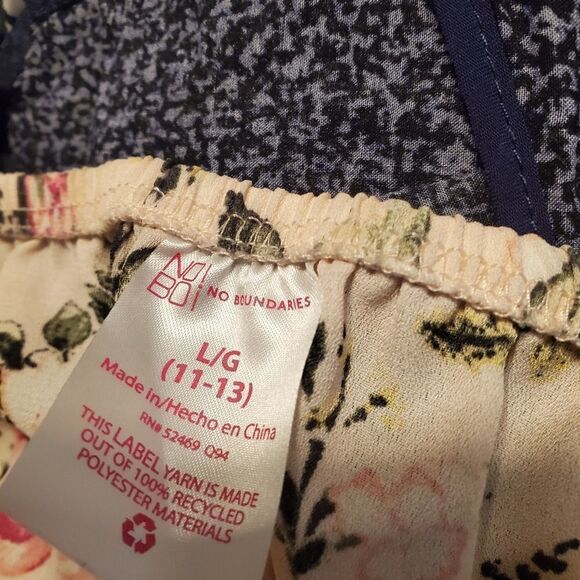 NO
BO
NO BOUNDARIES
L/G
(11-13)
Made in/Hecho en China
RN# 52469 Q94
THIS LABEL YARN IS MADE
OUT OF 100% RECYCLED
POLYESTER MATERIALS